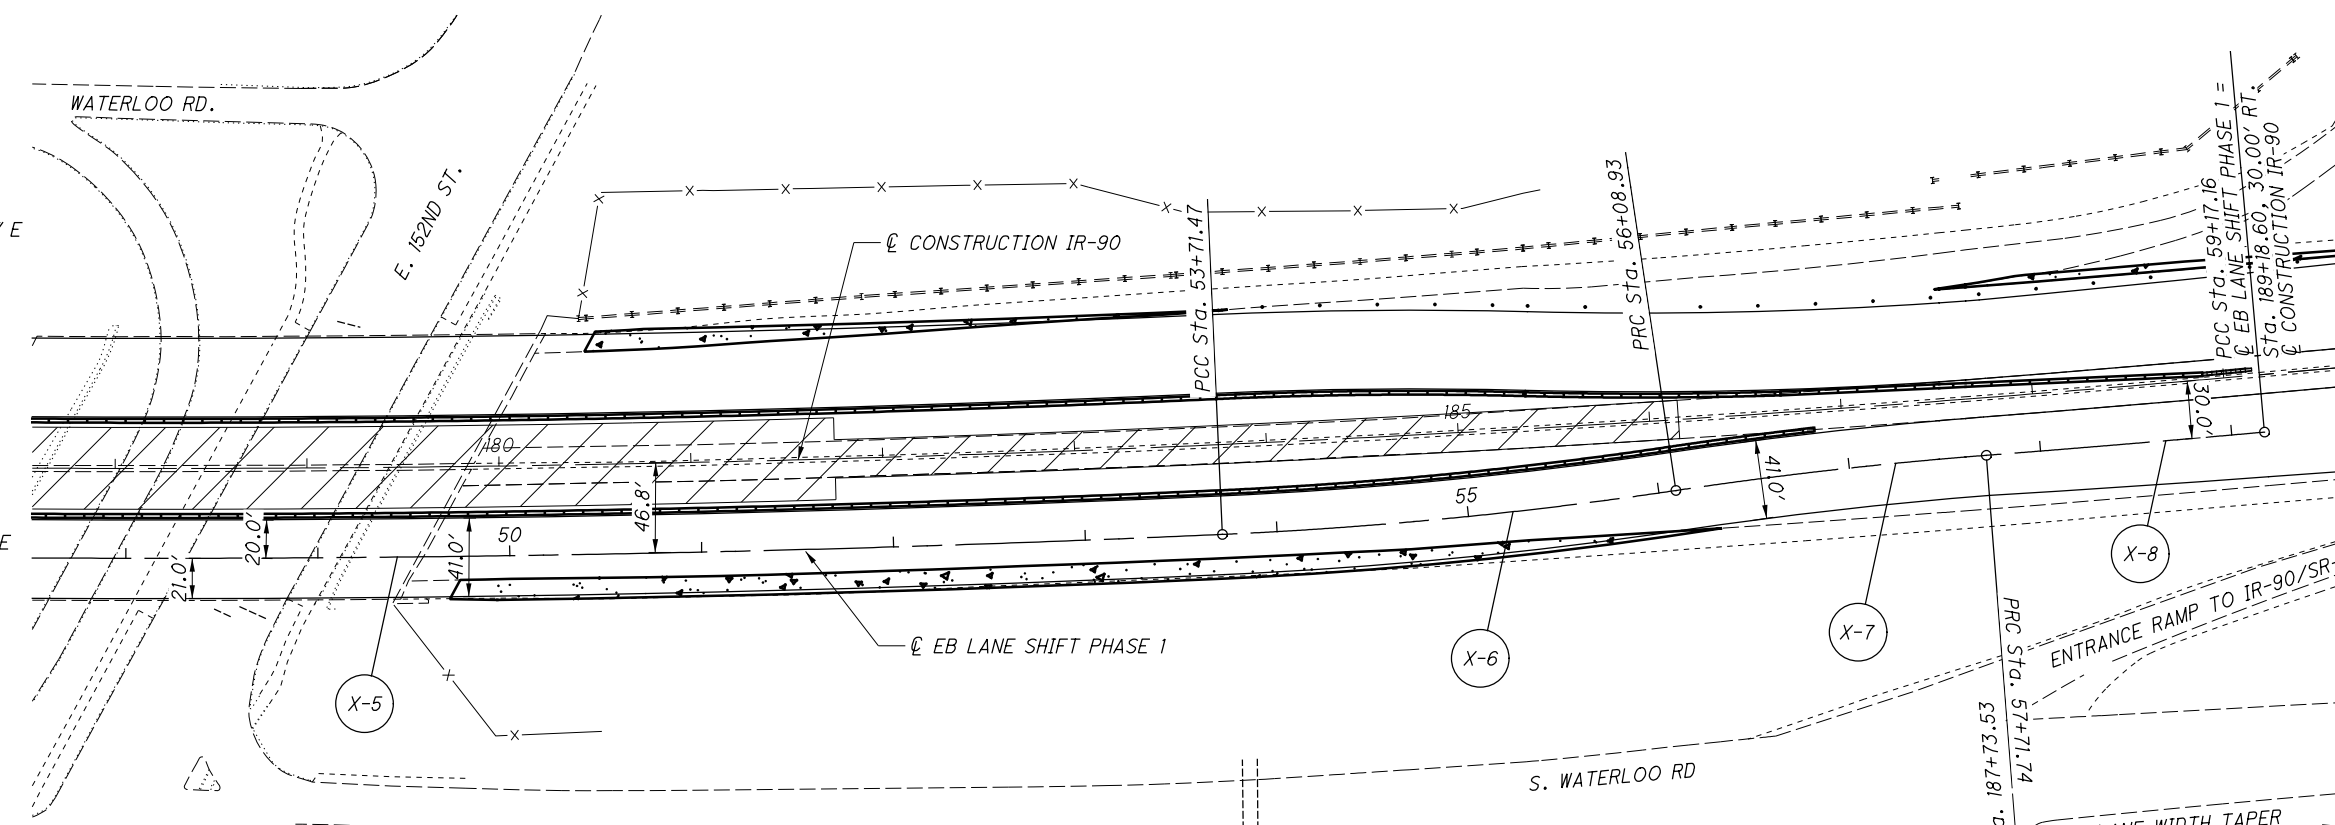 WATERLOO RD.
E. 152ND ST.
℄ CONSTRUCTION IR-90
PCC Sta. 53+71.47
PRC Sta. 56+08.93
PCC Sta. 59+17.16
℄ EB LANE SHIFT PHASE 1 =
Sta. 189+18.60, 30.00' RT.
℄ CONSTRUCTION IR-90
E
180
185
30.0'
20.0'
21.0'
41.0'
46.8'
50
55
41.0'
E
℄ EB LANE SHIFT PHASE 1
X-5
X-6
X-7
X-8
ENTRANCE RAMP TO IR-90/SR-
PRC Sta. 57+71.74
187+73.53
S. WATERLOO RD
WIDTH TAPER